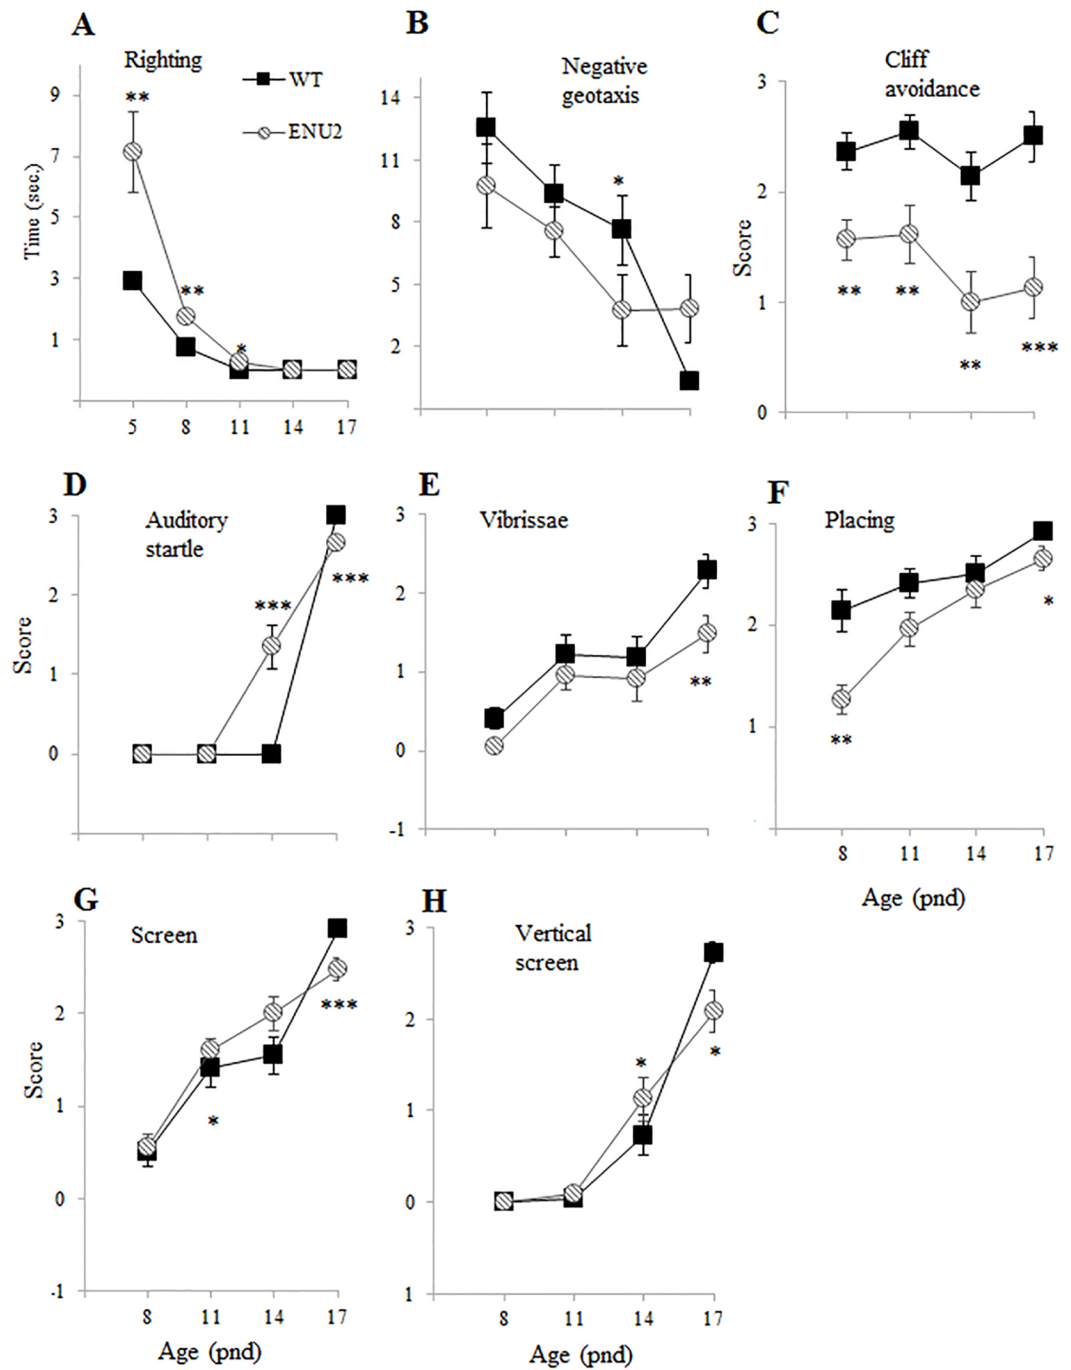 A
Righting
WT
ENU2
Time (sec.)
9
7
5
3
1
**
**
*
5 8 11 14 17
B
Negative
geotaxis
14
11
8
5
2
*
C
Cliff
avoidance
Score
3
2
1
0
**
**
**
***
D
Auditory
startle
Score
3
2
1
0
***
***
E
Vibrissae
3
2
1
0
-1
**
F
Placing
3
2
1
**
*
8 11 14 17
Age (pnd)
G
Screen
Score
3
2
1
0
-1
*
***
8 11 14 17
Age (pnd)
H
Vertical
screen
3
2
1
0
1
*
*
8 11 14 17
Age (pnd)